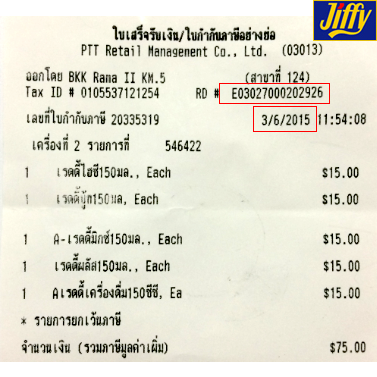 Jiffy
ใบเสร็จรับเงิน/ใบกำกับภาษีอย่างย่อ
PTT Retail Management Co., Ltd. (03013)
ออกโดย BKK Rama II KM.5 (สาขาที่ 124)
Tax ID # 0105537121254 RD # E03027000202926
เลขที่ใบกำกับภาษี 20335319 3/6/2015 11:54:08
เครื่องที่ 2 รายการที่ 546422
1 เรดดี้ไฮซี150มล., Each $15.00
1 เรดดี้บู๊ท150มล, Each $15.00
1 A-เรดดี้มิกซ์150มล., Each $15.00
1 เรดดี้พลัส150มล., Each $15.00
1 Aเรดดี้เครื่องดื่ม150ซีซี, Ea $15.00
* รายการยกเว้นภาษี
จำนวนเงิน (รวมภาษีมูลค่าเพิ่ม) $75.00